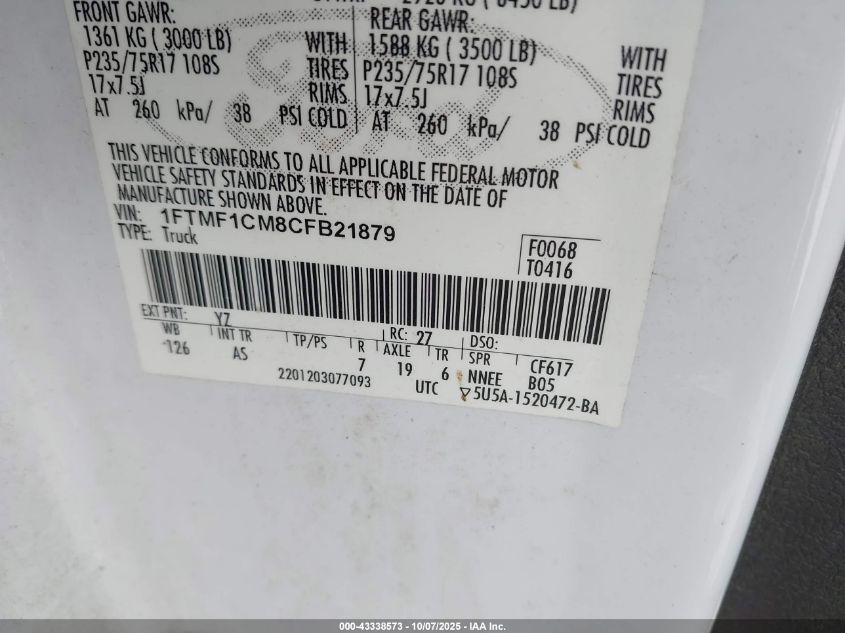 FRONT GAWR: REAR GAWR:
1361 KG ( 3000 LB) WITH 1588 KG ( 3500 LB) WITH
P235/75R17 108S TIRES P235/75R17 108S TIRES
17x7.5J RIMS 17x7.5J RIMS
AT 260 kPa/ 38 PSI COLD AT 260 kPa/ 38 PSI COLD
THIS VEHICLE CONFORMS TO ALL APPLICABLE FEDERAL MOTOR
VEHICLE SAFETY STANDARDS IN EFFECT ON THE DATE OF
MANUFACTURE SHOWN ABOVE.
VIN: 1FTMF1CM8CFB21879
TYPE: Truck
F0068
T0416
EXT PNT: YZ RC: 27 DSO:
WB INT TR TP/PS R AXLE TR SPR CF617
126 AS 7 19 6 NNEE B05
2201203077093 UTC 5U5A-1520472-BA
000-43338573 - 10/07/2025 - IAA Inc.